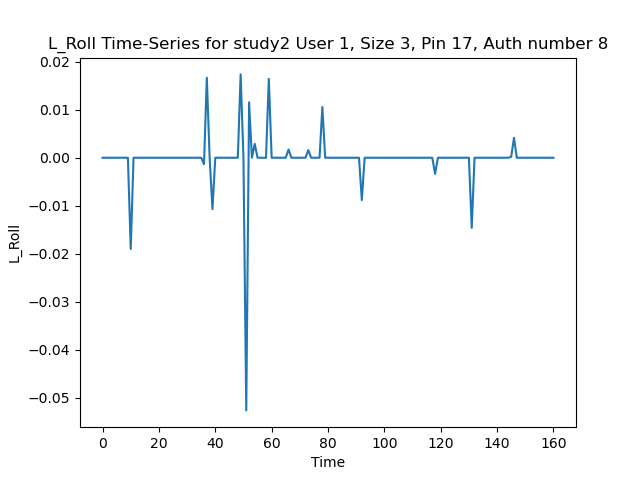 L_Roll Time-Series for study2 User 1, Size 3, Pin 17, Auth number 8
0.02
0.01
0.00
−0.01
−0.02
−0.03
−0.04
−0.05
L_Roll
0 20 40 60 80 100 120 140 160
Time